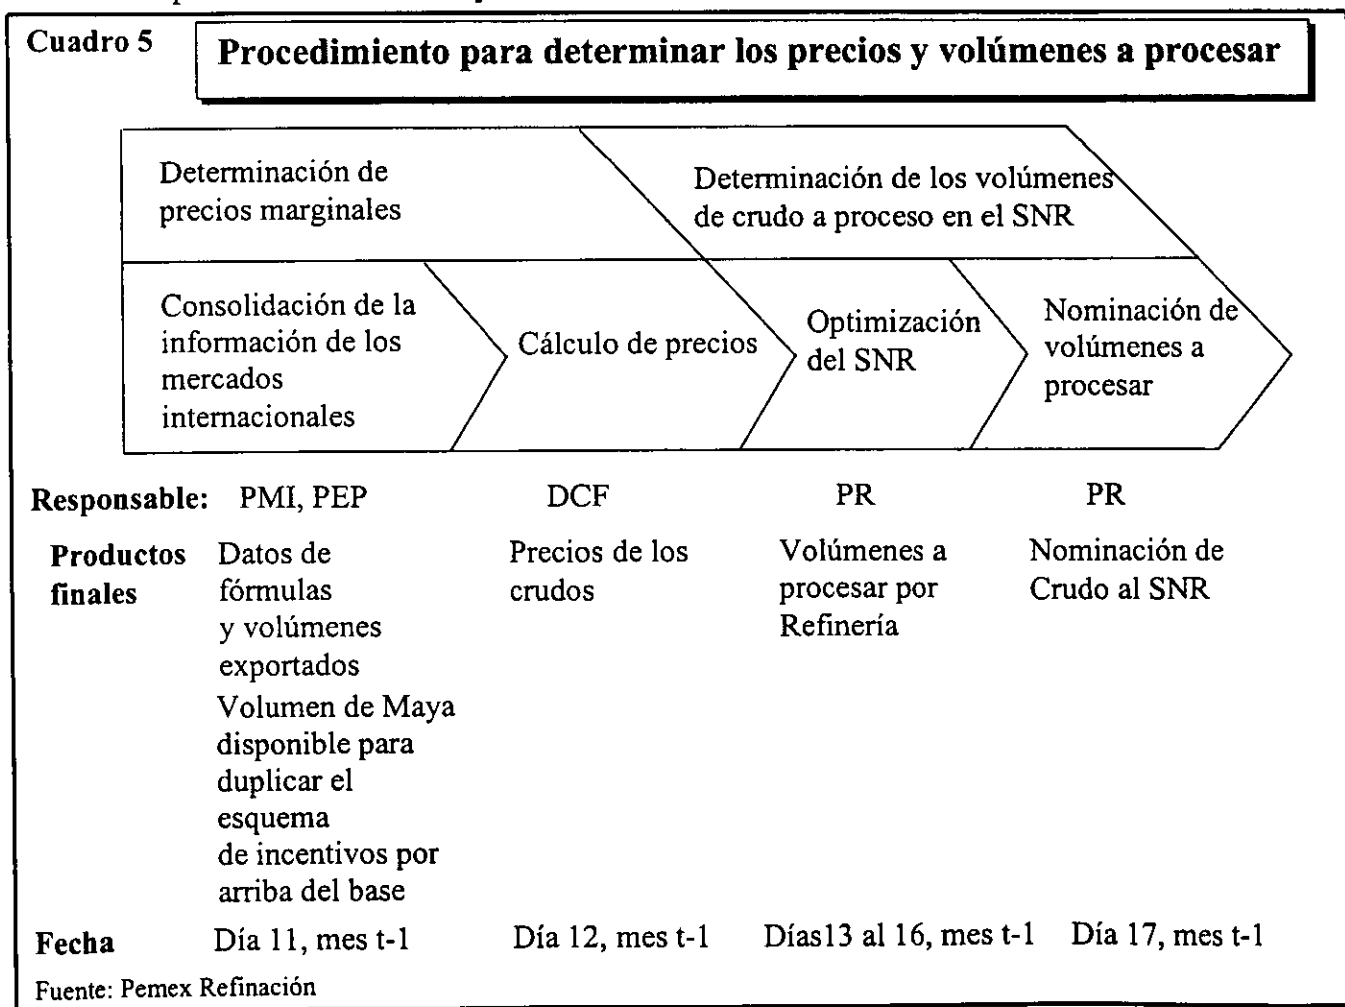 Cuadro 5
Procedimiento para determinar los precios y volúmenes a procesar
Determinación de
precios marginales
Determinación de los volúmenes
de crudo a proceso en el SNR
Consolidación de la
información de los
mercados
internacionales
Cálculo de precios
Optimización
del SNR
Nominación de
volúmenes a
procesar
Responsable: PMI, PEP DCF PR PR
Productos
finales
Datos de
fórmulas
y volúmenes
exportados
Volumen de Maya
disponible para
duplicar el
esquema
de incentivos por
arriba del base
Precios de los
crudos
Volúmenes a
procesar por
Refinería
Nominación de
Crudo al SNR
Fecha Día 11, mes t-1 Día 12, mes t-1 Días13 al 16, mes t-1 Día 17, mes t-1
Fuente: Pemex Refinación